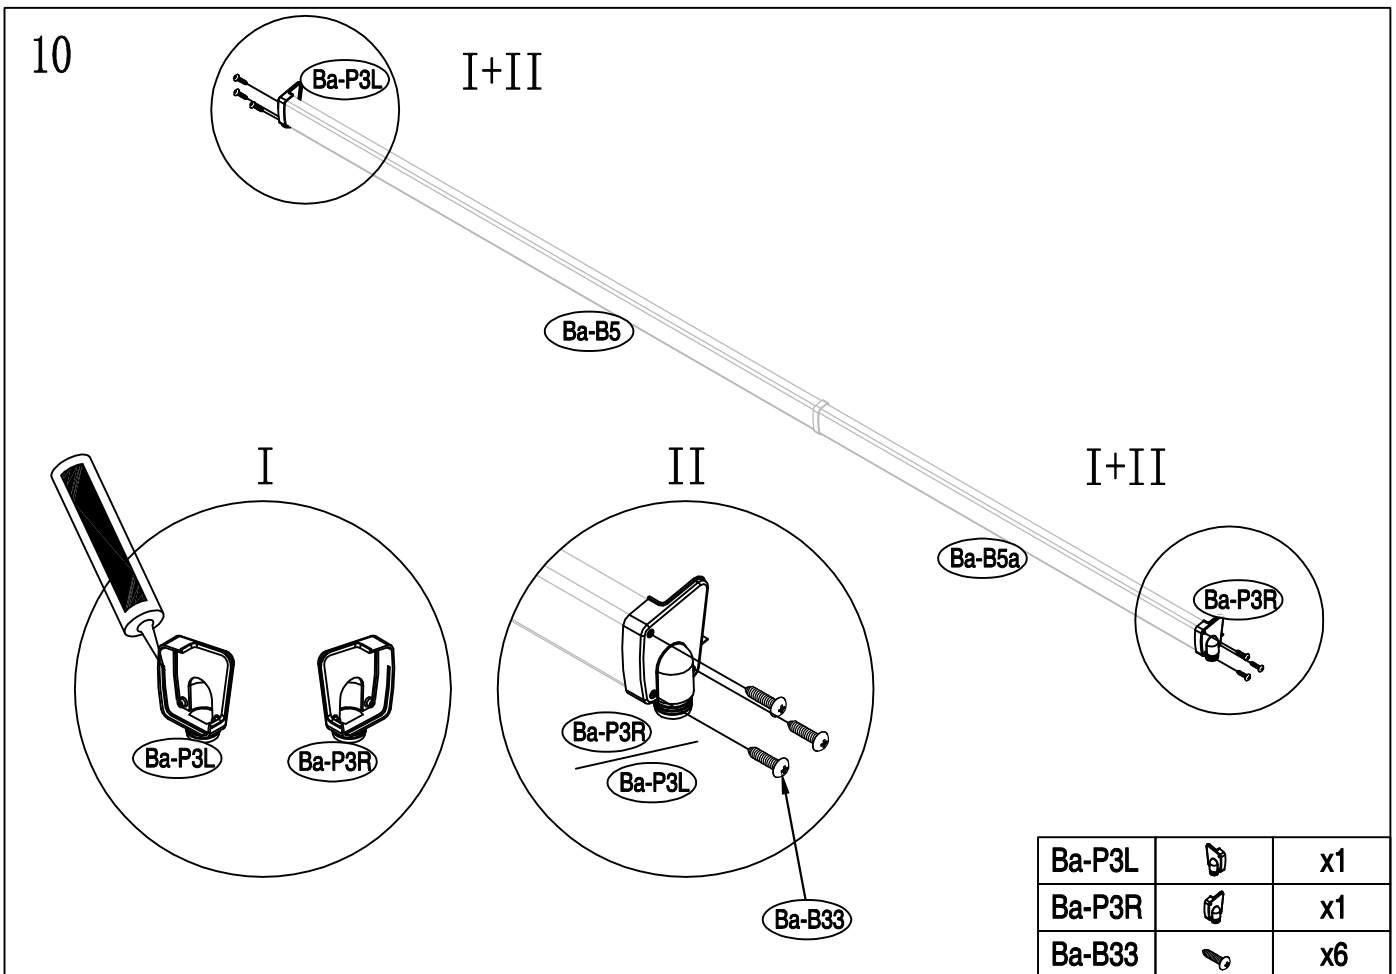 10
Ba-P3L
I+II
Ba-B5
I
II
I+II
Ba-B5a
Ba-P3R
Ba-P3L
Ba-P3R
Ba-P3R
Ba-P3L
Ba-B33
Ba-P3L x1
Ba-P3R x1
Ba-B33 x6